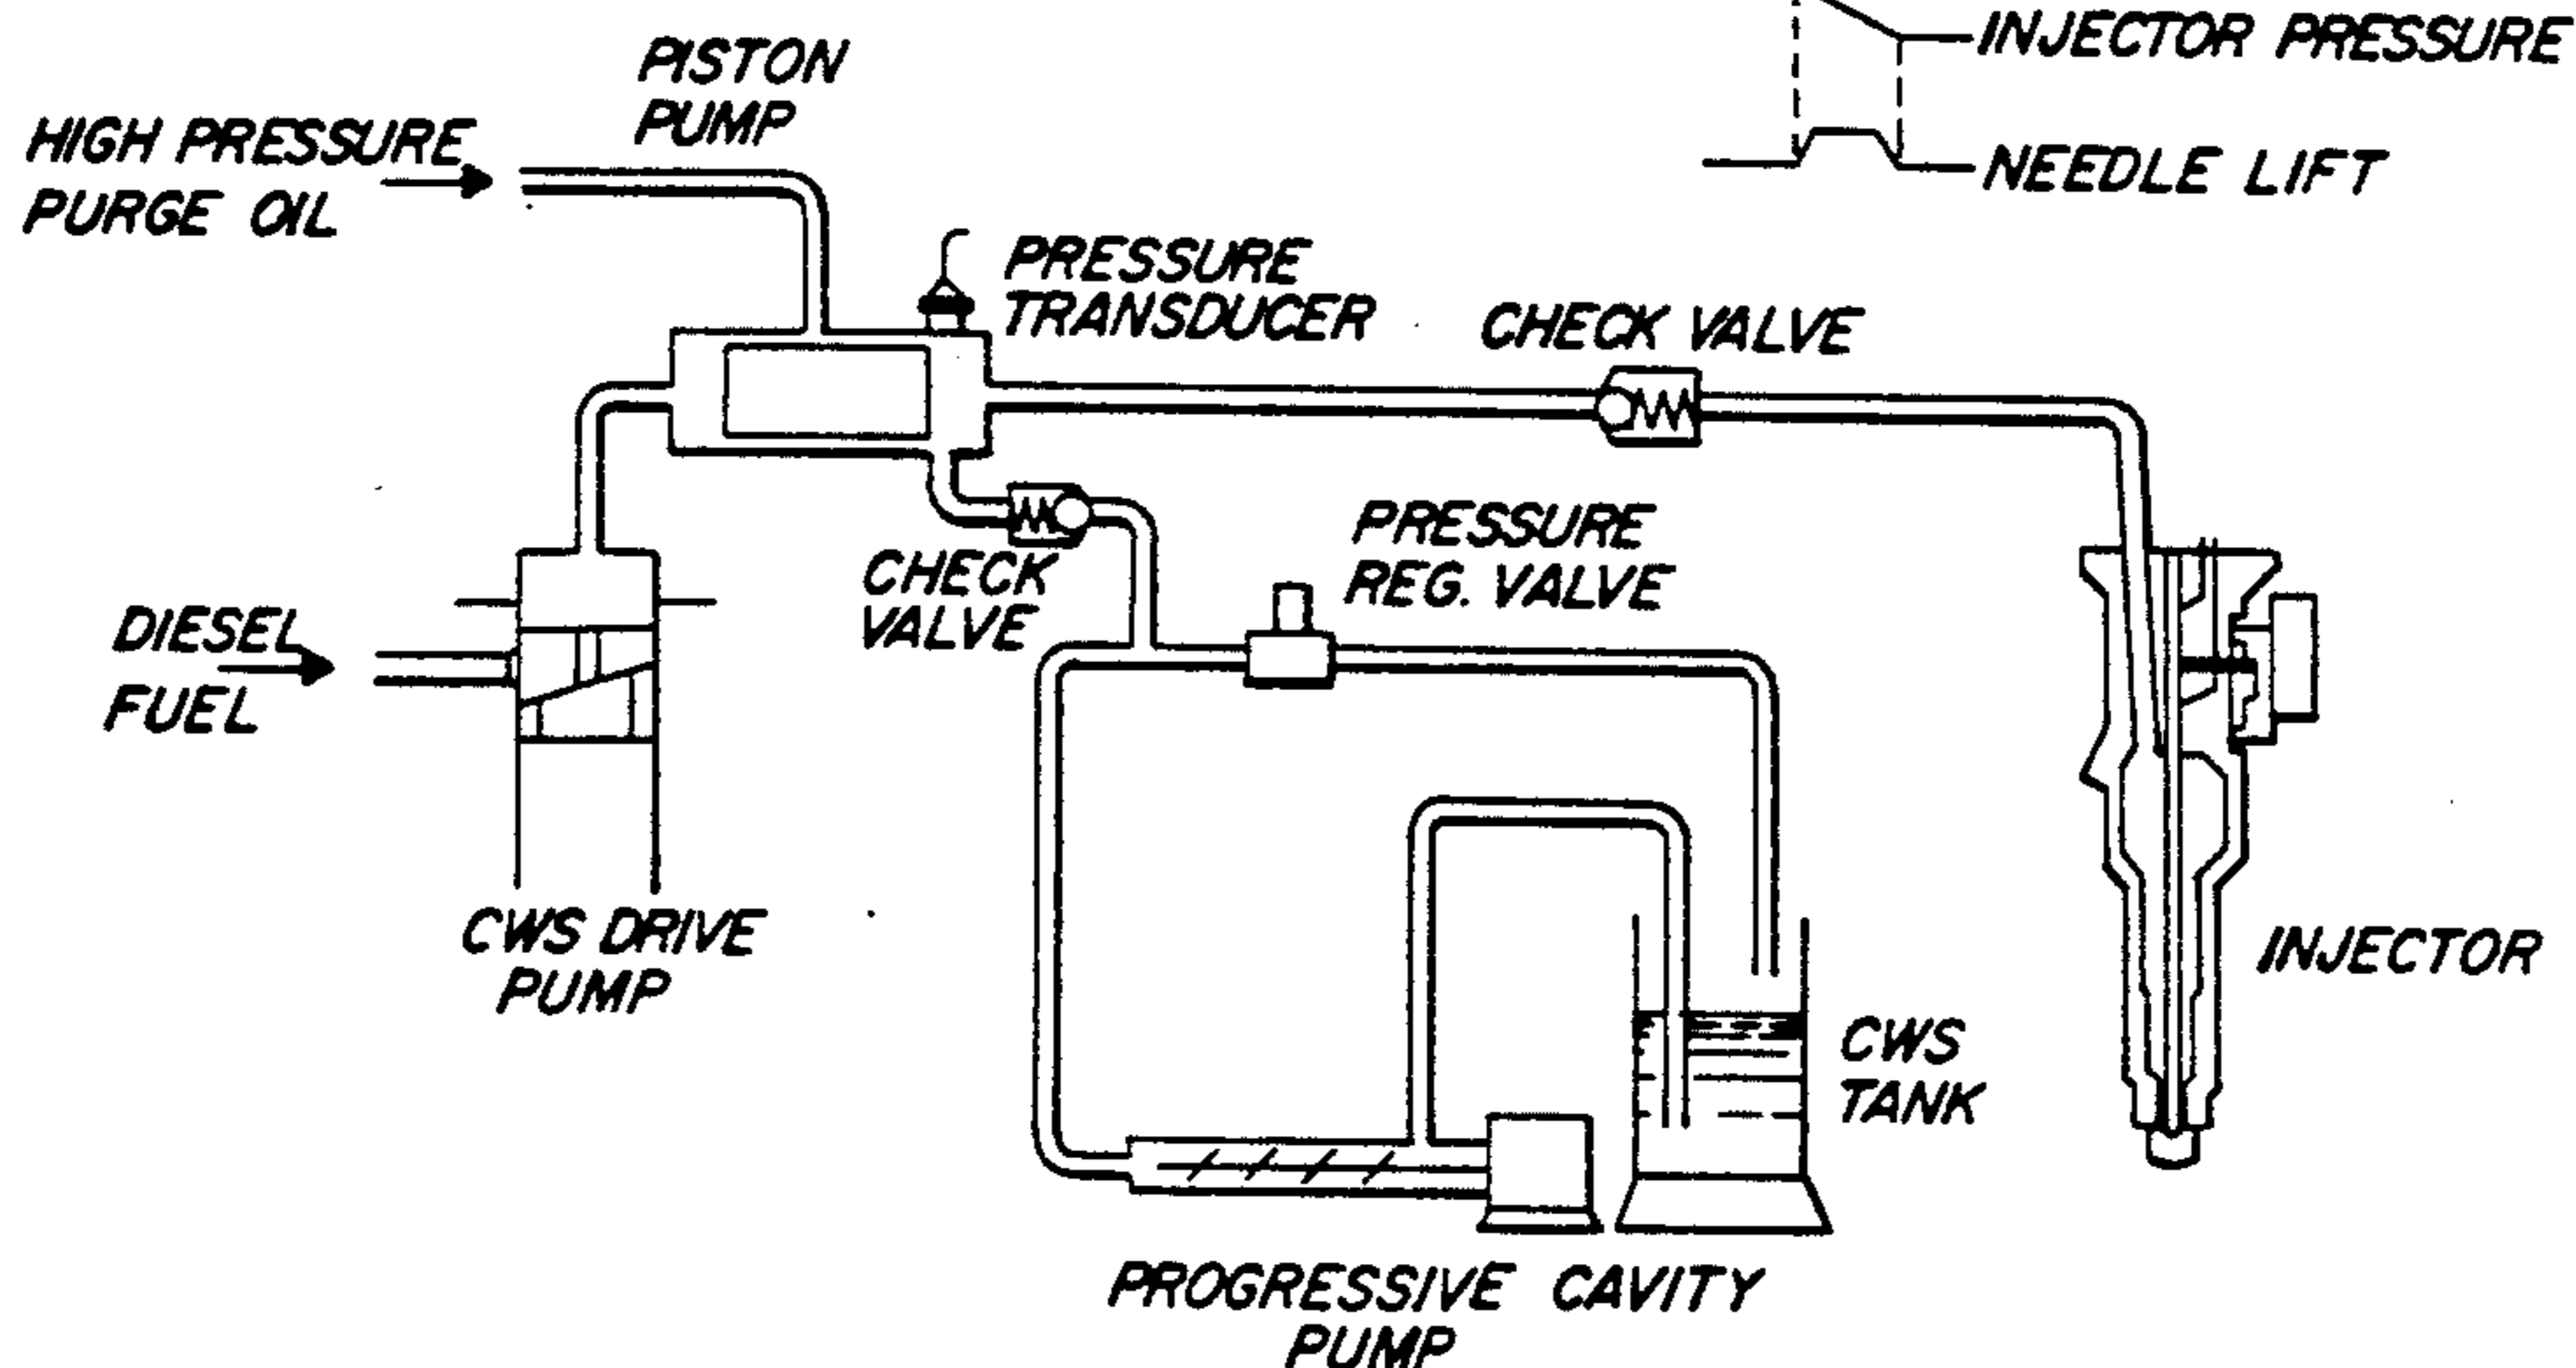 INJECTOR PRESSURE
NEEDLE LIFT
PISTON
PUMP
HIGH PRESSURE
PURGE OIL
PRESSURE
TRANSDUCER
CHECK VALVE
CHECK
VALVE
PRESSURE
REG. VALVE
DIESEL
FUEL
CWS DRIVE
PUMP
INJECTOR
CWS
TANK
PROGRESSIVE CAVITY
PUMP